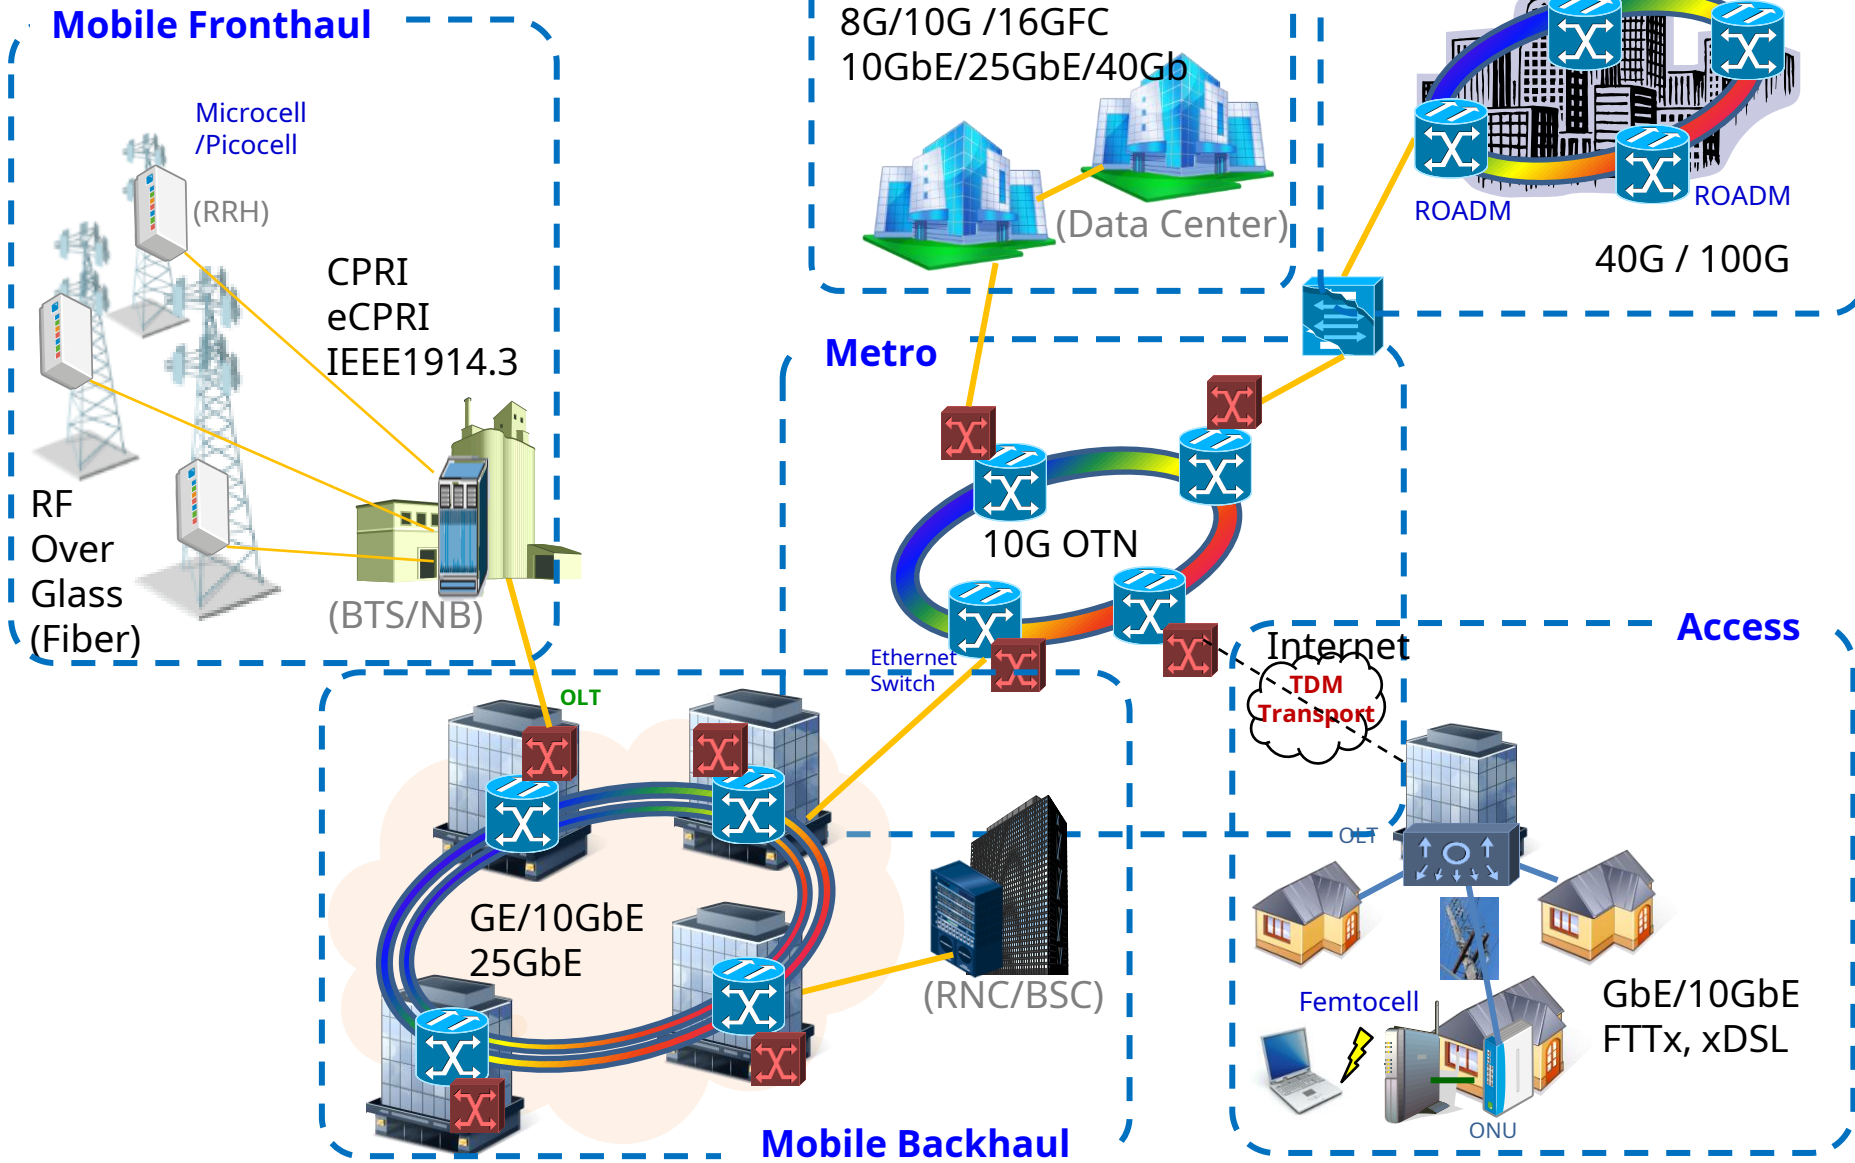 Mobile Fronthaul
Microcell
/Picocell
(RRH)
CPRI
eCPRI
IEEE1914.3
RF
Over
Glass
(Fiber)
(BTS/NB)
8G/10G /16GFC
10GbE/25GbE/40Gb
(Data Center)
ROADM
ROADM
40G / 100G
Metro
10G OTN
Ethernet
Switch
OLT
GE/10GbE
25GbE
(RNC/BSC)
Mobile Backhaul
Access
Internet
TDM
Transport
OLT
Femtocell
GbE/10GbE
FTTx, xDSL
ONU